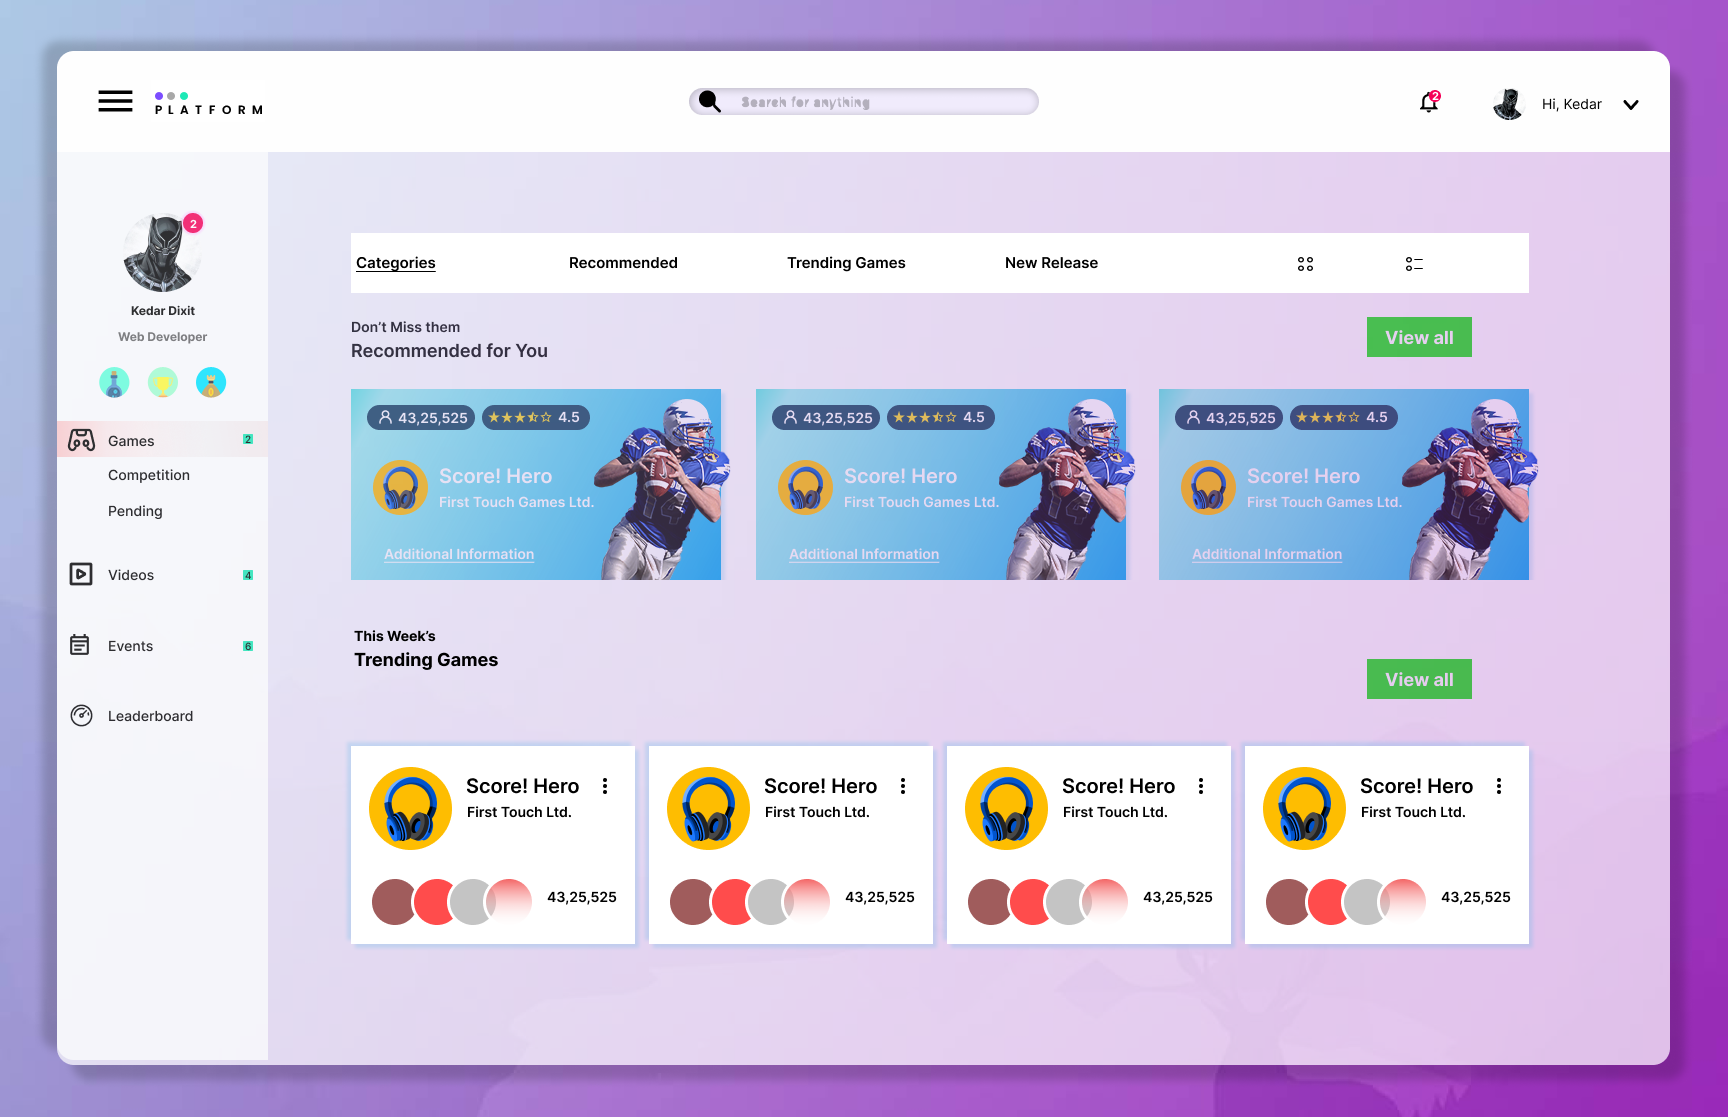 PLATFORM
Search for anything
2
Hi, Kedar
2
Kedar Dixit
Web Developer
Games 2
Competition
Pending
Videos 4
Events 6
Leaderboard
Categories Recommended Trending Games New Release
Don't Miss them
Recommended for You
View all
43,25,525 4.5
Score! Hero
First Touch Games Ltd.
Additional Information
43,25,525 4.5
Score! Hero
First Touch Games Ltd.
Additional Information
43,25,525 4.5
Score! Hero
First Touch Games Ltd.
Additional Information
14
14
14
This Week's
Trending Games
View all
Score! Hero
First Touch Ltd.
43,25,525
Score! Hero
First Touch Ltd.
43,25,525
Score! Hero
First Touch Ltd.
43,25,525
Score! Hero
First Touch Ltd.
43,25,525